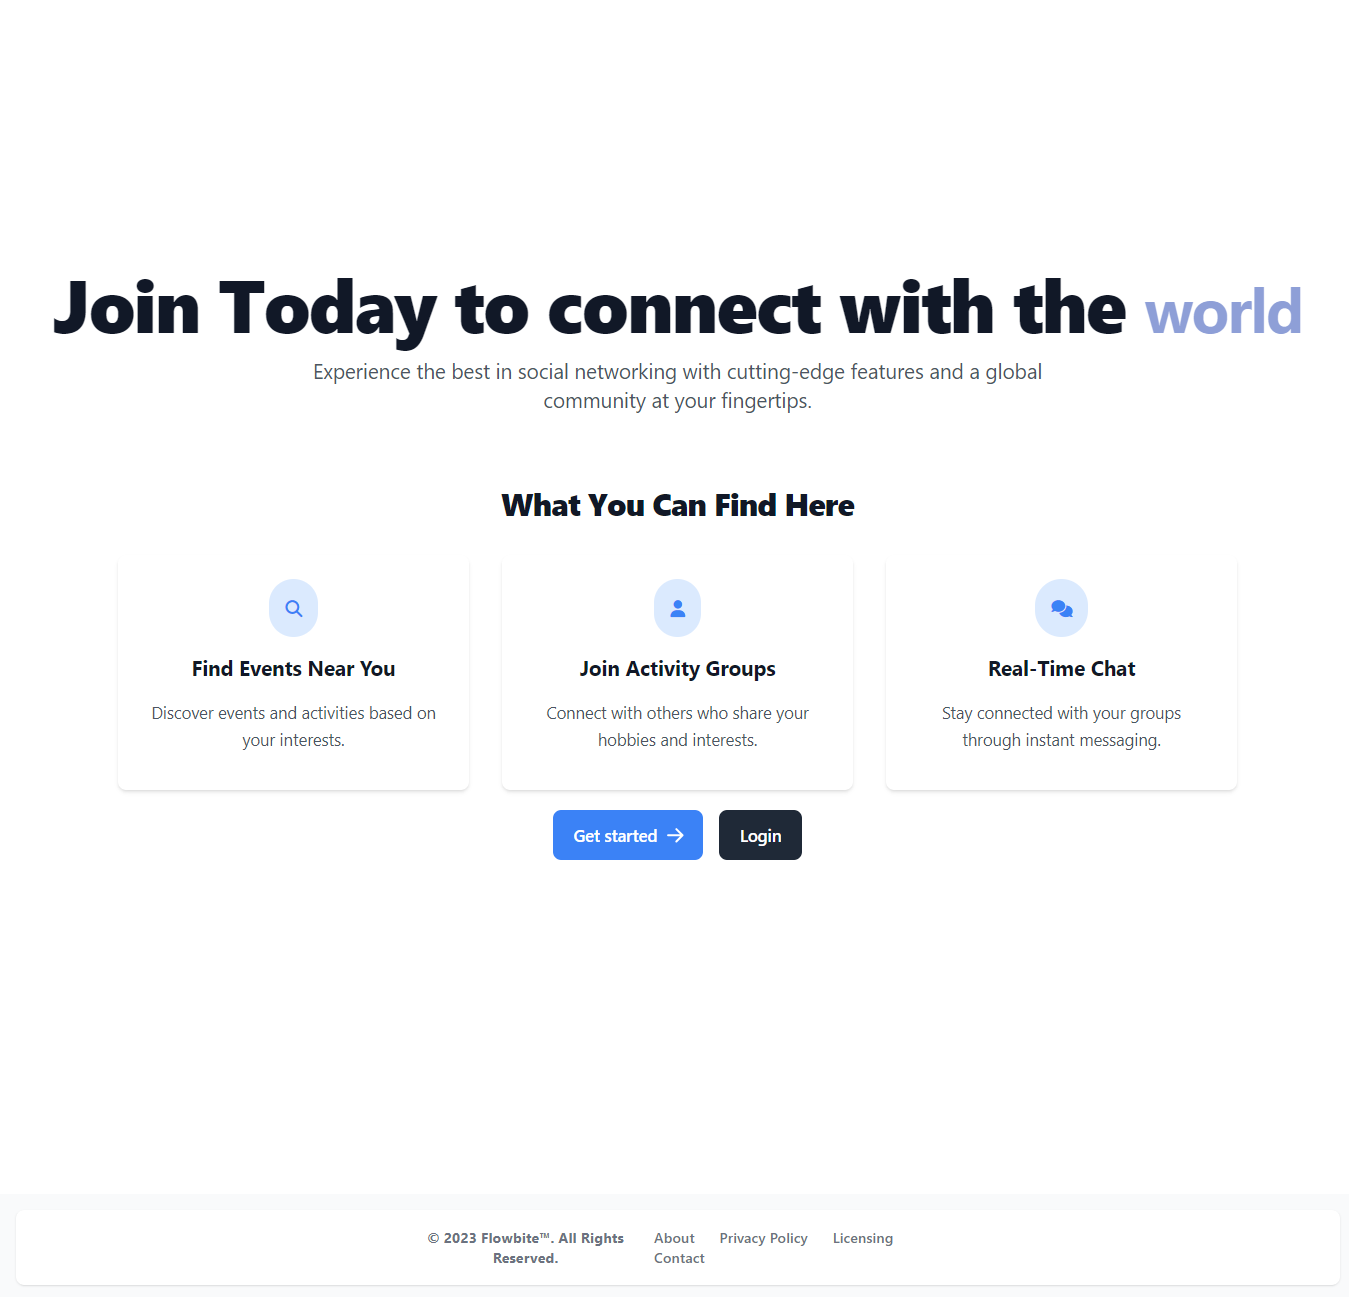 Join Today to connect with the world
Experience the best in social networking with cutting-edge features and a global
community at your fingertips.
What You Can Find Here
Find Events Near You
Discover events and activities based on
your interests.
Join Activity Groups
Connect with others who share your
hobbies and interests.
Real-Time Chat
Stay connected with your groups
through instant messaging.
Get started
Login
© 2023 Flowbite™. All Rights
Reserved.
About Privacy Policy Licensing
Contact